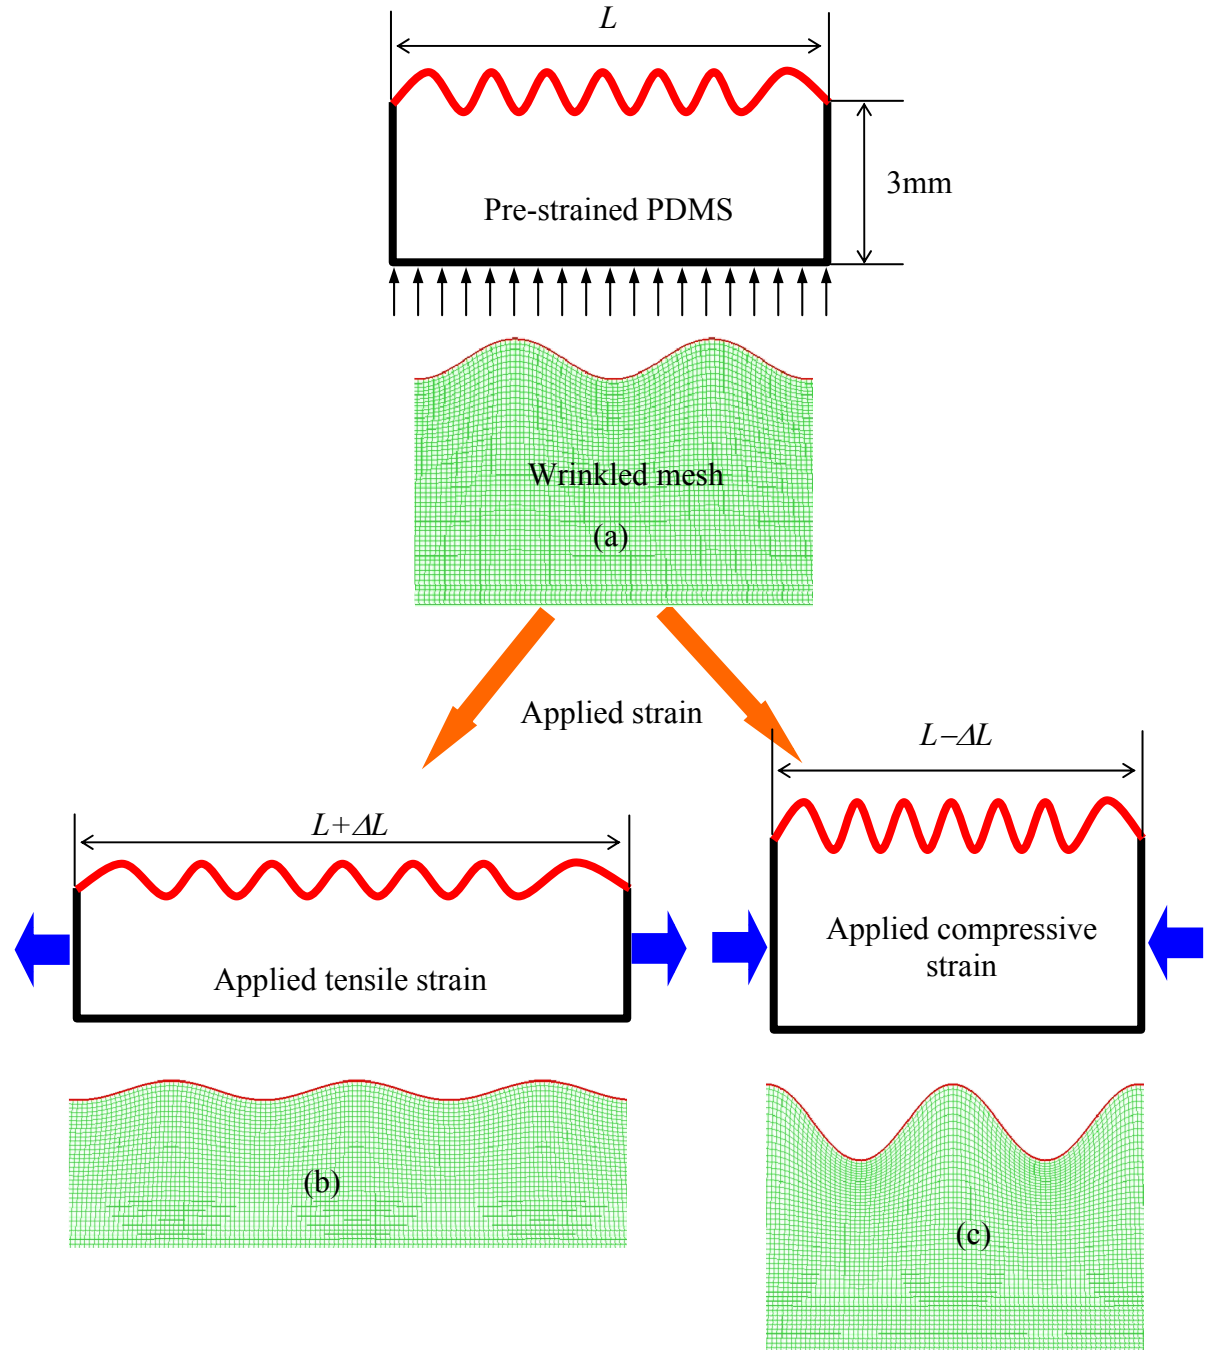 L
3mm
Pre-strained PDMS
Wrinkled mesh
(a)
Applied strain
L−ΔL
L+ΔL
Applied compressive
strain
Applied tensile strain
(b)
(c)